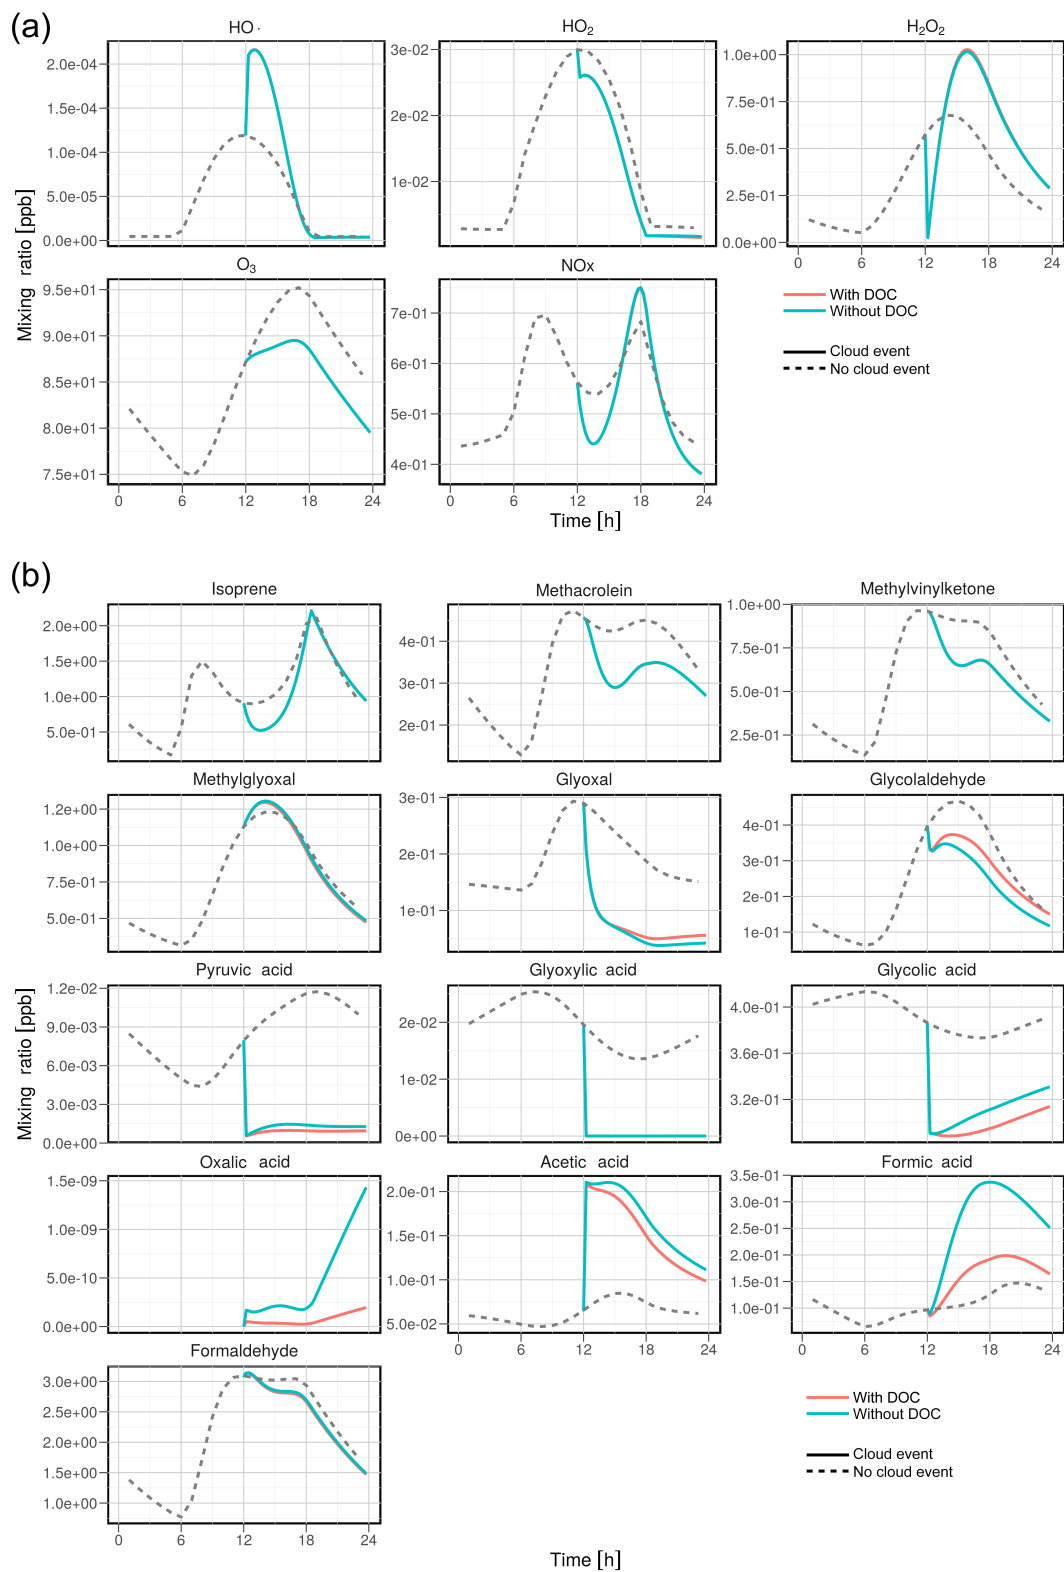 (a)
HO·
HO2
H2O2
2.0e-04
1.5e-04
1.0e-04
5.0e-05
0.0e+00
3e-02
2e-02
1e-02
1.0e+00
7.5e-01
5.0e-01
2.5e-01
0.0e+00
0 6 12 18 24
O3
NOx
9.5e+01
9.0e+01
8.5e+01
8.0e+01
7.5e+01
7e-01
6e-01
5e-01
4e-01
0 6 12 18 24
0 6 12 18 24
Mixing ratio [ppb]
Time [h]
With DOC
Without DOC
Cloud event
No cloud event
(b)
Isoprene
Methacrolein
Methylvinylketone
2.0e+00
1.5e+00
1.0e+00
5.0e-01
4e-01
3e-01
2e-01
1.0e+00
7.5e-01
5.0e-01
2.5e-01
Methylglyoxal
Glyoxal
Glycolaldehyde
1.2e+00
1.0e+00
7.5e-01
5.0e-01
3e-01
2e-01
1e-01
4e-01
3e-01
2e-01
1e-01
Pyruvic acid
Glyoxylic acid
Glycolic acid
1.2e-02
9.0e-03
6.0e-03
3.0e-03
0.0e+00
2e-02
1e-02
0e+00
4.0e-01
3.6e-01
3.2e-01
Mixing ratio [ppb]
Oxalic acid
Acetic acid
Formic acid
1.5e-09
1.0e-09
5.0e-10
0.0e+00
2.0e-01
1.5e-01
1.0e-01
5.0e-02
3.5e-01
3.0e-01
2.5e-01
2.0e-01
1.5e-01
1.0e-01
0 6 12 18 24
0 6 12 18 24
Formaldehyde
3.0e+00
2.5e+00
2.0e+00
1.5e+00
1.0e+00
0 6 12 18 24
With DOC
Without DOC
Cloud event
No cloud event
Time [h]